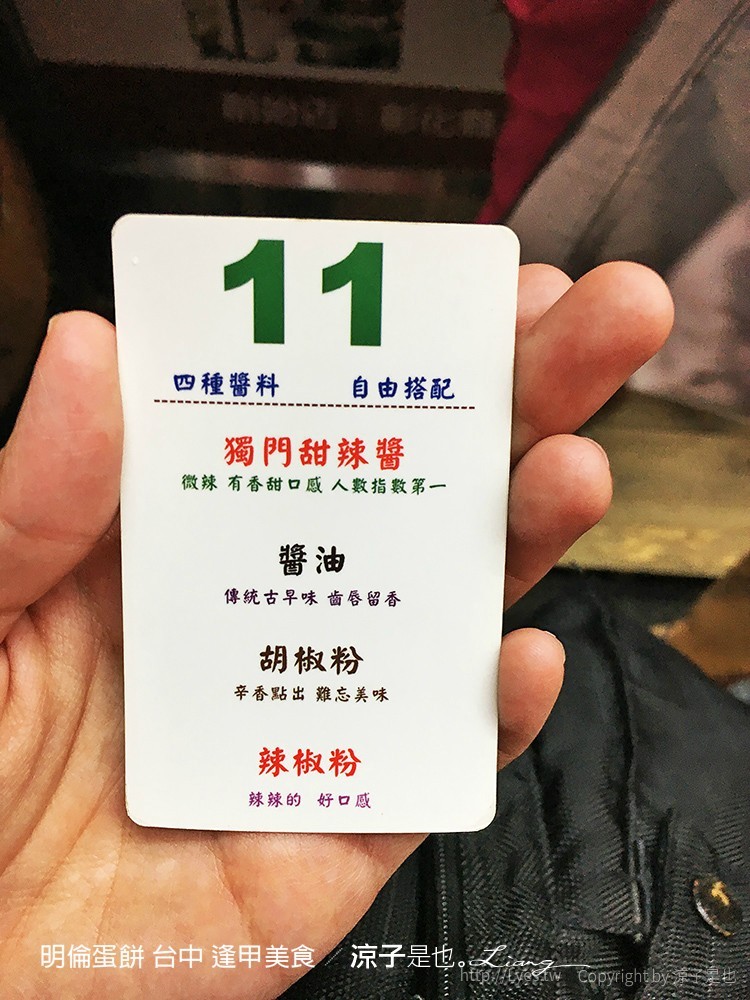 11
四種醬料 自由搭配
獨門甜辣醬
微辣 有香甜口感 人數指數第一
醬油
傳統古早味 齒唇留香
胡椒粉
辛香點出 難忘美味
辣椒粉
辣辣的 好口感
明倫蛋餅 台中 逢甲美食 / 涼子是也。Liang
Copyright by 涼子是也